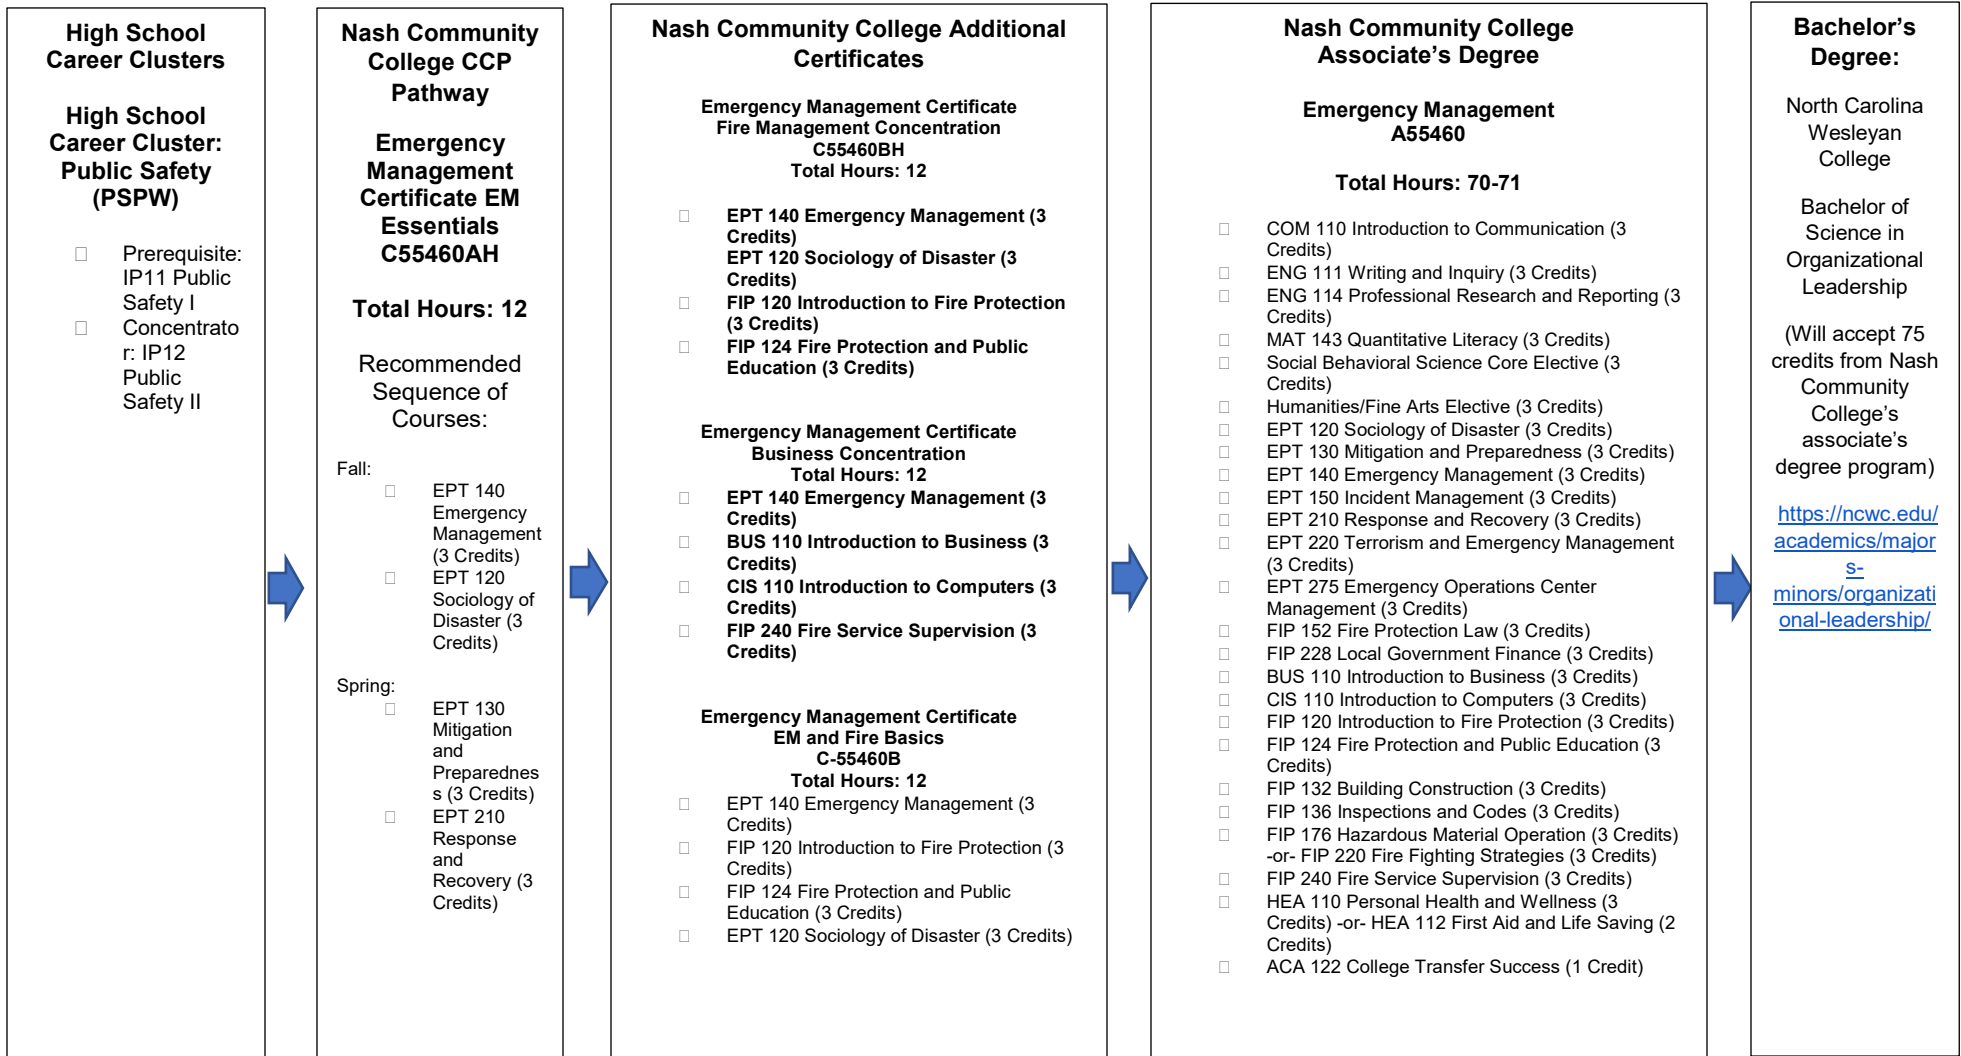 High School
Career Clusters
High School
Career Cluster:
Public Safety
(PSPW)
Prerequisite:
IP11 Public
Safety I
Concentrato
r: IP12
Public
Safety II
Nash Community
College CCP
Pathway
Emergency
Management
Certificate EM
Essentials
C55460AH
Total Hours: 12
Recommended
Sequence of
Courses:
Fall:
EPT 140
Emergency
Management
(3 Credits)
EPT 120
Sociology of
Disaster (3
Credits)
Spring:
EPT 130
Mitigation
and
Preparednes
s (3 Credits)
EPT 210
Response
and
Recovery (3
Credits)
Nash Community College Additional
Certificates
Emergency Management Certificate
Fire Management Concentration
C55460BH
Total Hours: 12
EPT 140 Emergency Management (3
Credits)
EPT 120 Sociology of Disaster (3
Credits)
FIP 120 Introduction to Fire Protection
(3 Credits)
FIP 124 Fire Protection and Public
Education (3 Credits)
Emergency Management Certificate
Business Concentration
Total Hours: 12
EPT 140 Emergency Management (3
Credits)
BUS 110 Introduction to Business (3
Credits)
CIS 110 Introduction to Computers (3
Credits)
FIP 240 Fire Service Supervision (3
Credits)
Emergency Management Certificate
EM and Fire Basics
C-55460B
Total Hours: 12
EPT 140 Emergency Management (3
Credits)
FIP 120 Introduction to Fire Protection (3
Credits)
FIP 124 Fire Protection and Public
Education (3 Credits)
EPT 120 Sociology of Disaster (3 Credits)
Nash Community College
Associate's Degree
Emergency Management
A55460
Total Hours: 70-71
COM 110 Introduction to Communication (3
Credits)
ENG 111 Writing and Inquiry (3 Credits)
ENG 114 Professional Research and Reporting (3
Credits)
MAT 143 Quantitative Literacy (3 Credits)
Social Behavioral Science Core Elective (3
Credits)
Humanities/Fine Arts Elective (3 Credits)
EPT 120 Sociology of Disaster (3 Credits)
EPT 130 Mitigation and Preparedness (3 Credits)
EPT 140 Emergency Management (3 Credits)
EPT 150 Incident Management (3 Credits)
EPT 210 Response and Recovery (3 Credits)
EPT 220 Terrorism and Emergency Management
(3 Credits)
EPT 275 Emergency Operations Center
Management (3 Credits)
FIP 152 Fire Protection Law (3 Credits)
FIP 228 Local Government Finance (3 Credits)
BUS 110 Introduction to Business (3 Credits)
CIS 110 Introduction to Computers (3 Credits)
FIP 120 Introduction to Fire Protection (3 Credits)
FIP 124 Fire Protection and Public Education (3
Credits)
FIP 132 Building Construction (3 Credits)
FIP 136 Inspections and Codes (3 Credits)
FIP 176 Hazardous Material Operation (3 Credits)
-or- FIP 220 Fire Fighting Strategies (3 Credits)
FIP 240 Fire Service Supervision (3 Credits)
HEA 110 Personal Health and Wellness (3
Credits) -or- HEA 112 First Aid and Life Saving (2
Credits)
ACA 122 College Transfer Success (1 Credit)
Bachelor's
Degree:
North Carolina
Wesleyan
College
Bachelor of
Science in
Organizational
Leadership
(Will accept 75
credits from Nash
Community
College's
associate's
degree program)
https://ncwc.edu/
academics/major
s-
minors/organizati
onal-leadership/